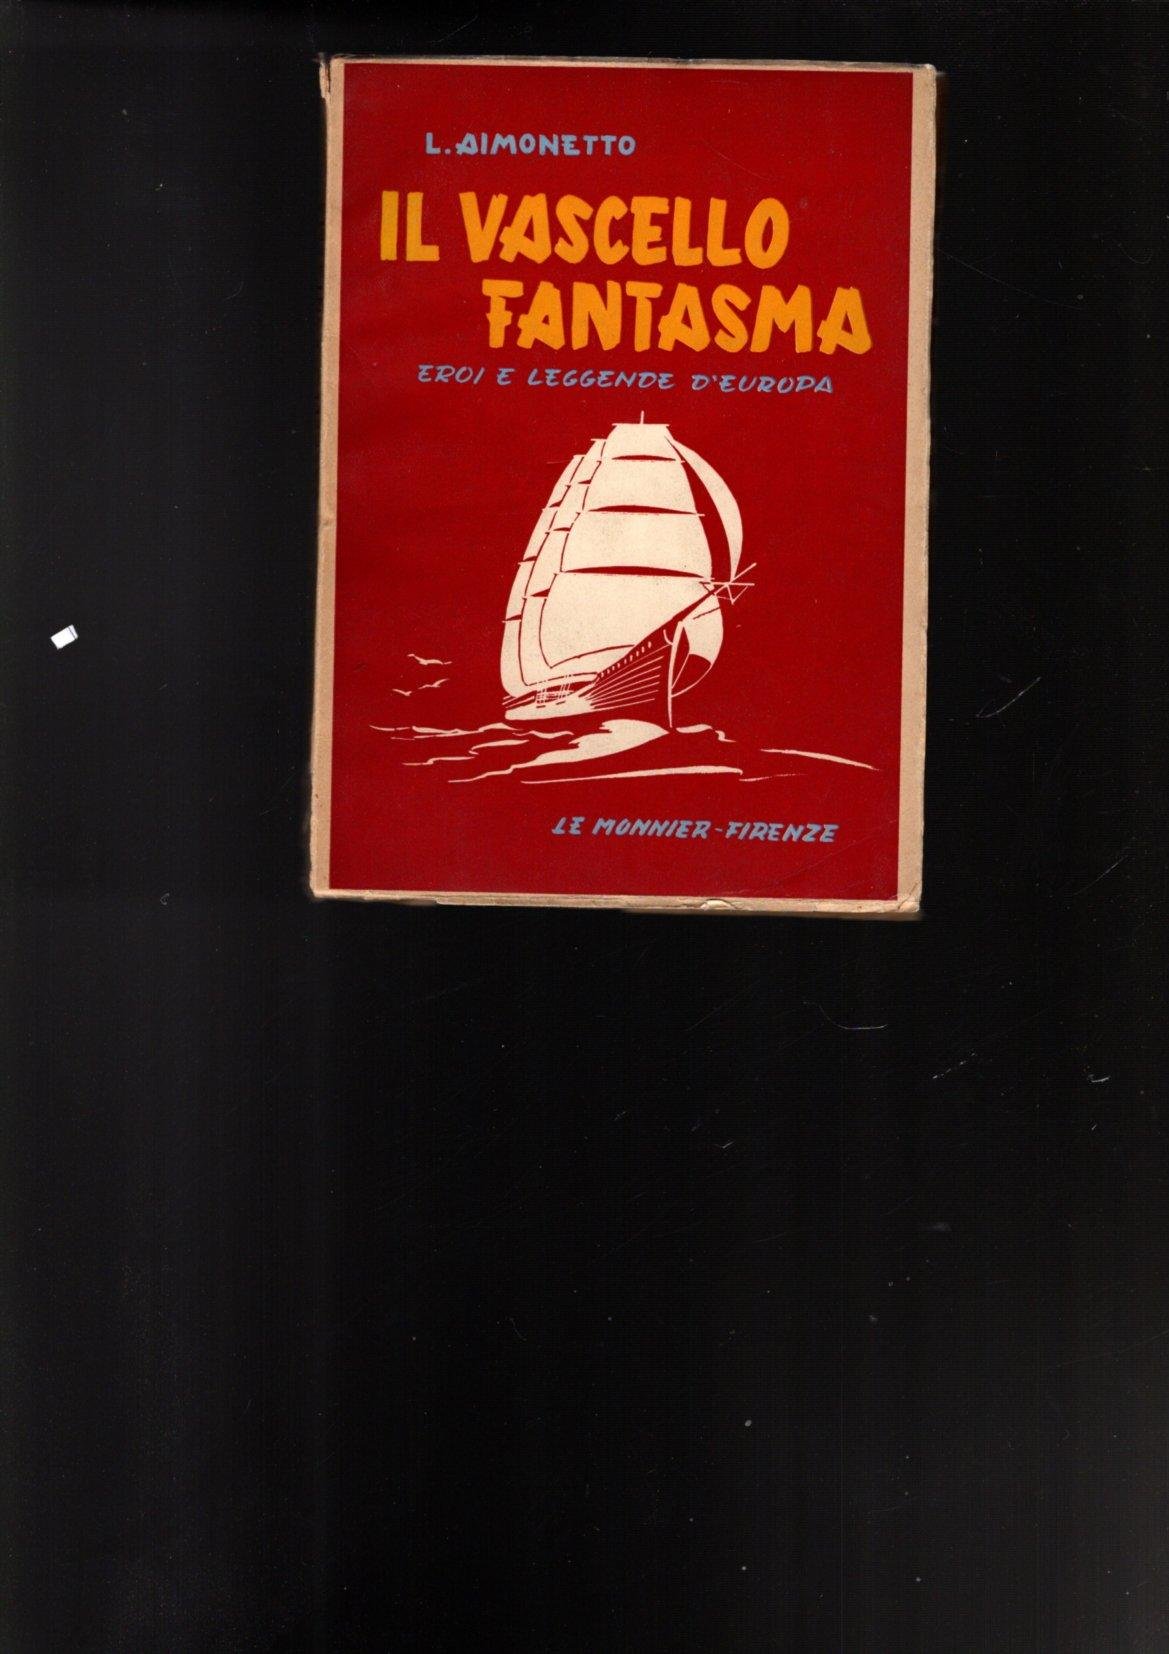 L. AIMONETTO
IL VASCELLO
FANTASMA
EROI E LEGGENDE D'EUROPA
LE MONNIER-FIRENZE